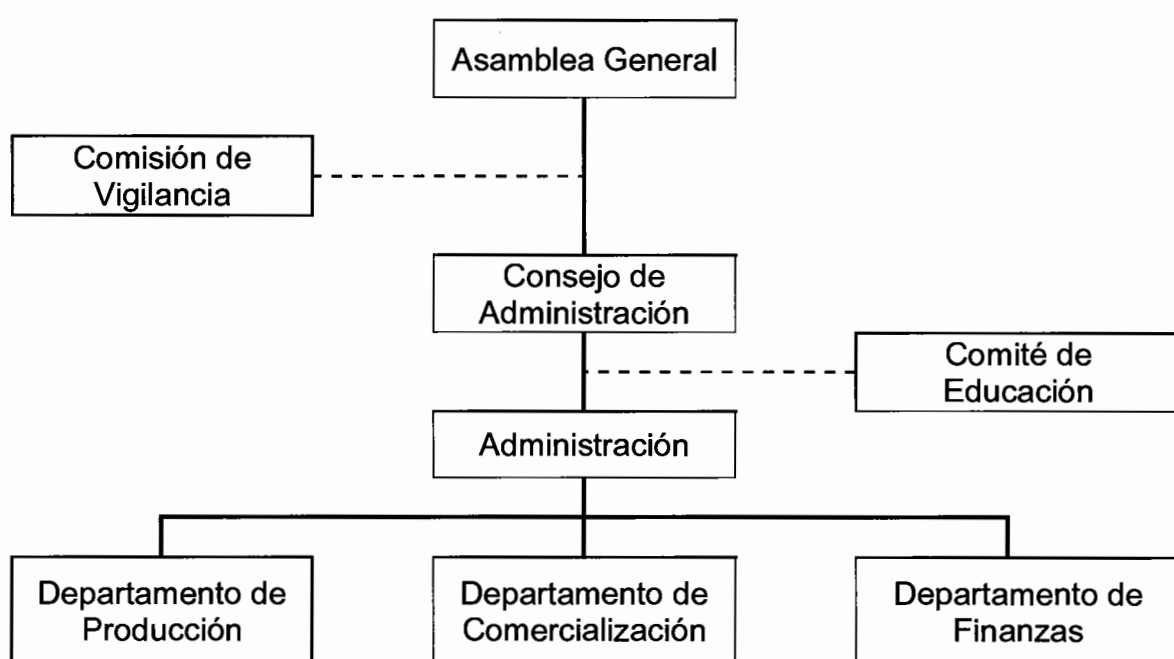 Asamblea General
Comisión de
Vigilancia
Consejo de
Administración
Comité de
Educación
Administración
Departamento de
Producción
Departamento de
Comercialización
Departamento de
Finanzas